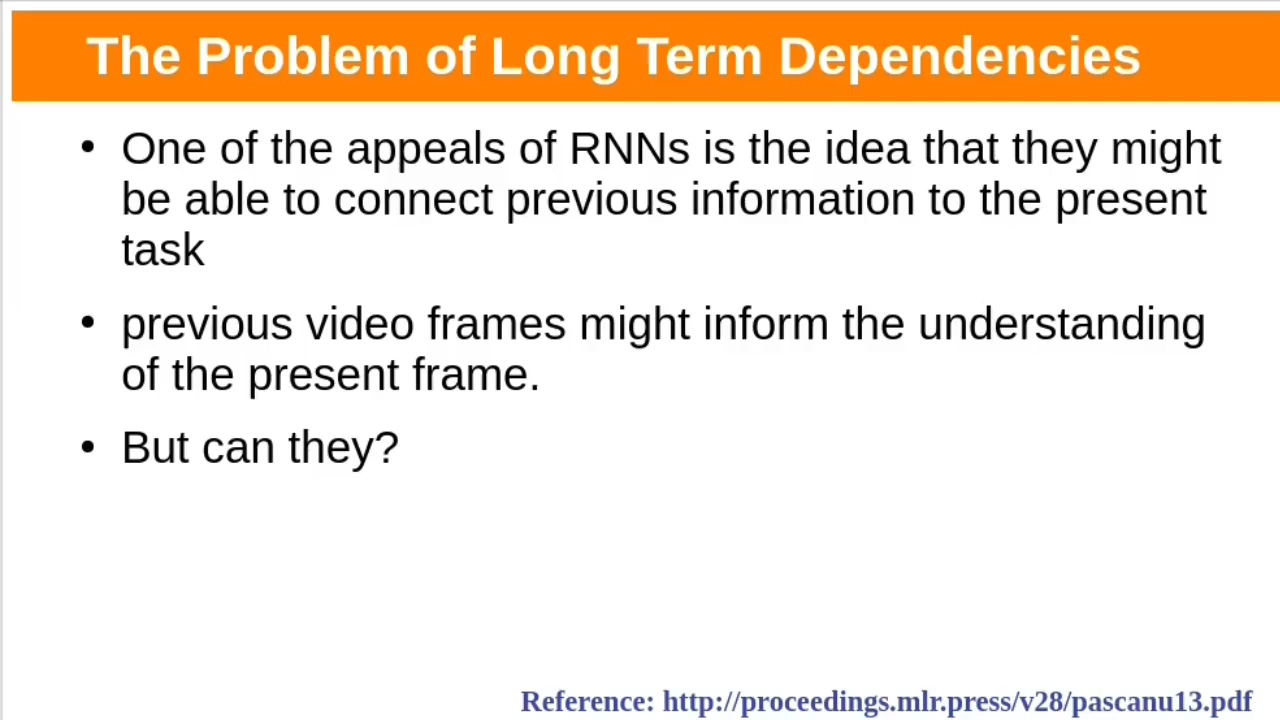 The Problem of Long Term Dependencies
• One of the appeals of RNNs is the idea that they might
be able to connect previous information to the present
task
• previous video frames might inform the understanding
of the present frame.
• But can they?
Reference: http://proceedings.mlr.press/v28/pascanu13.pdf